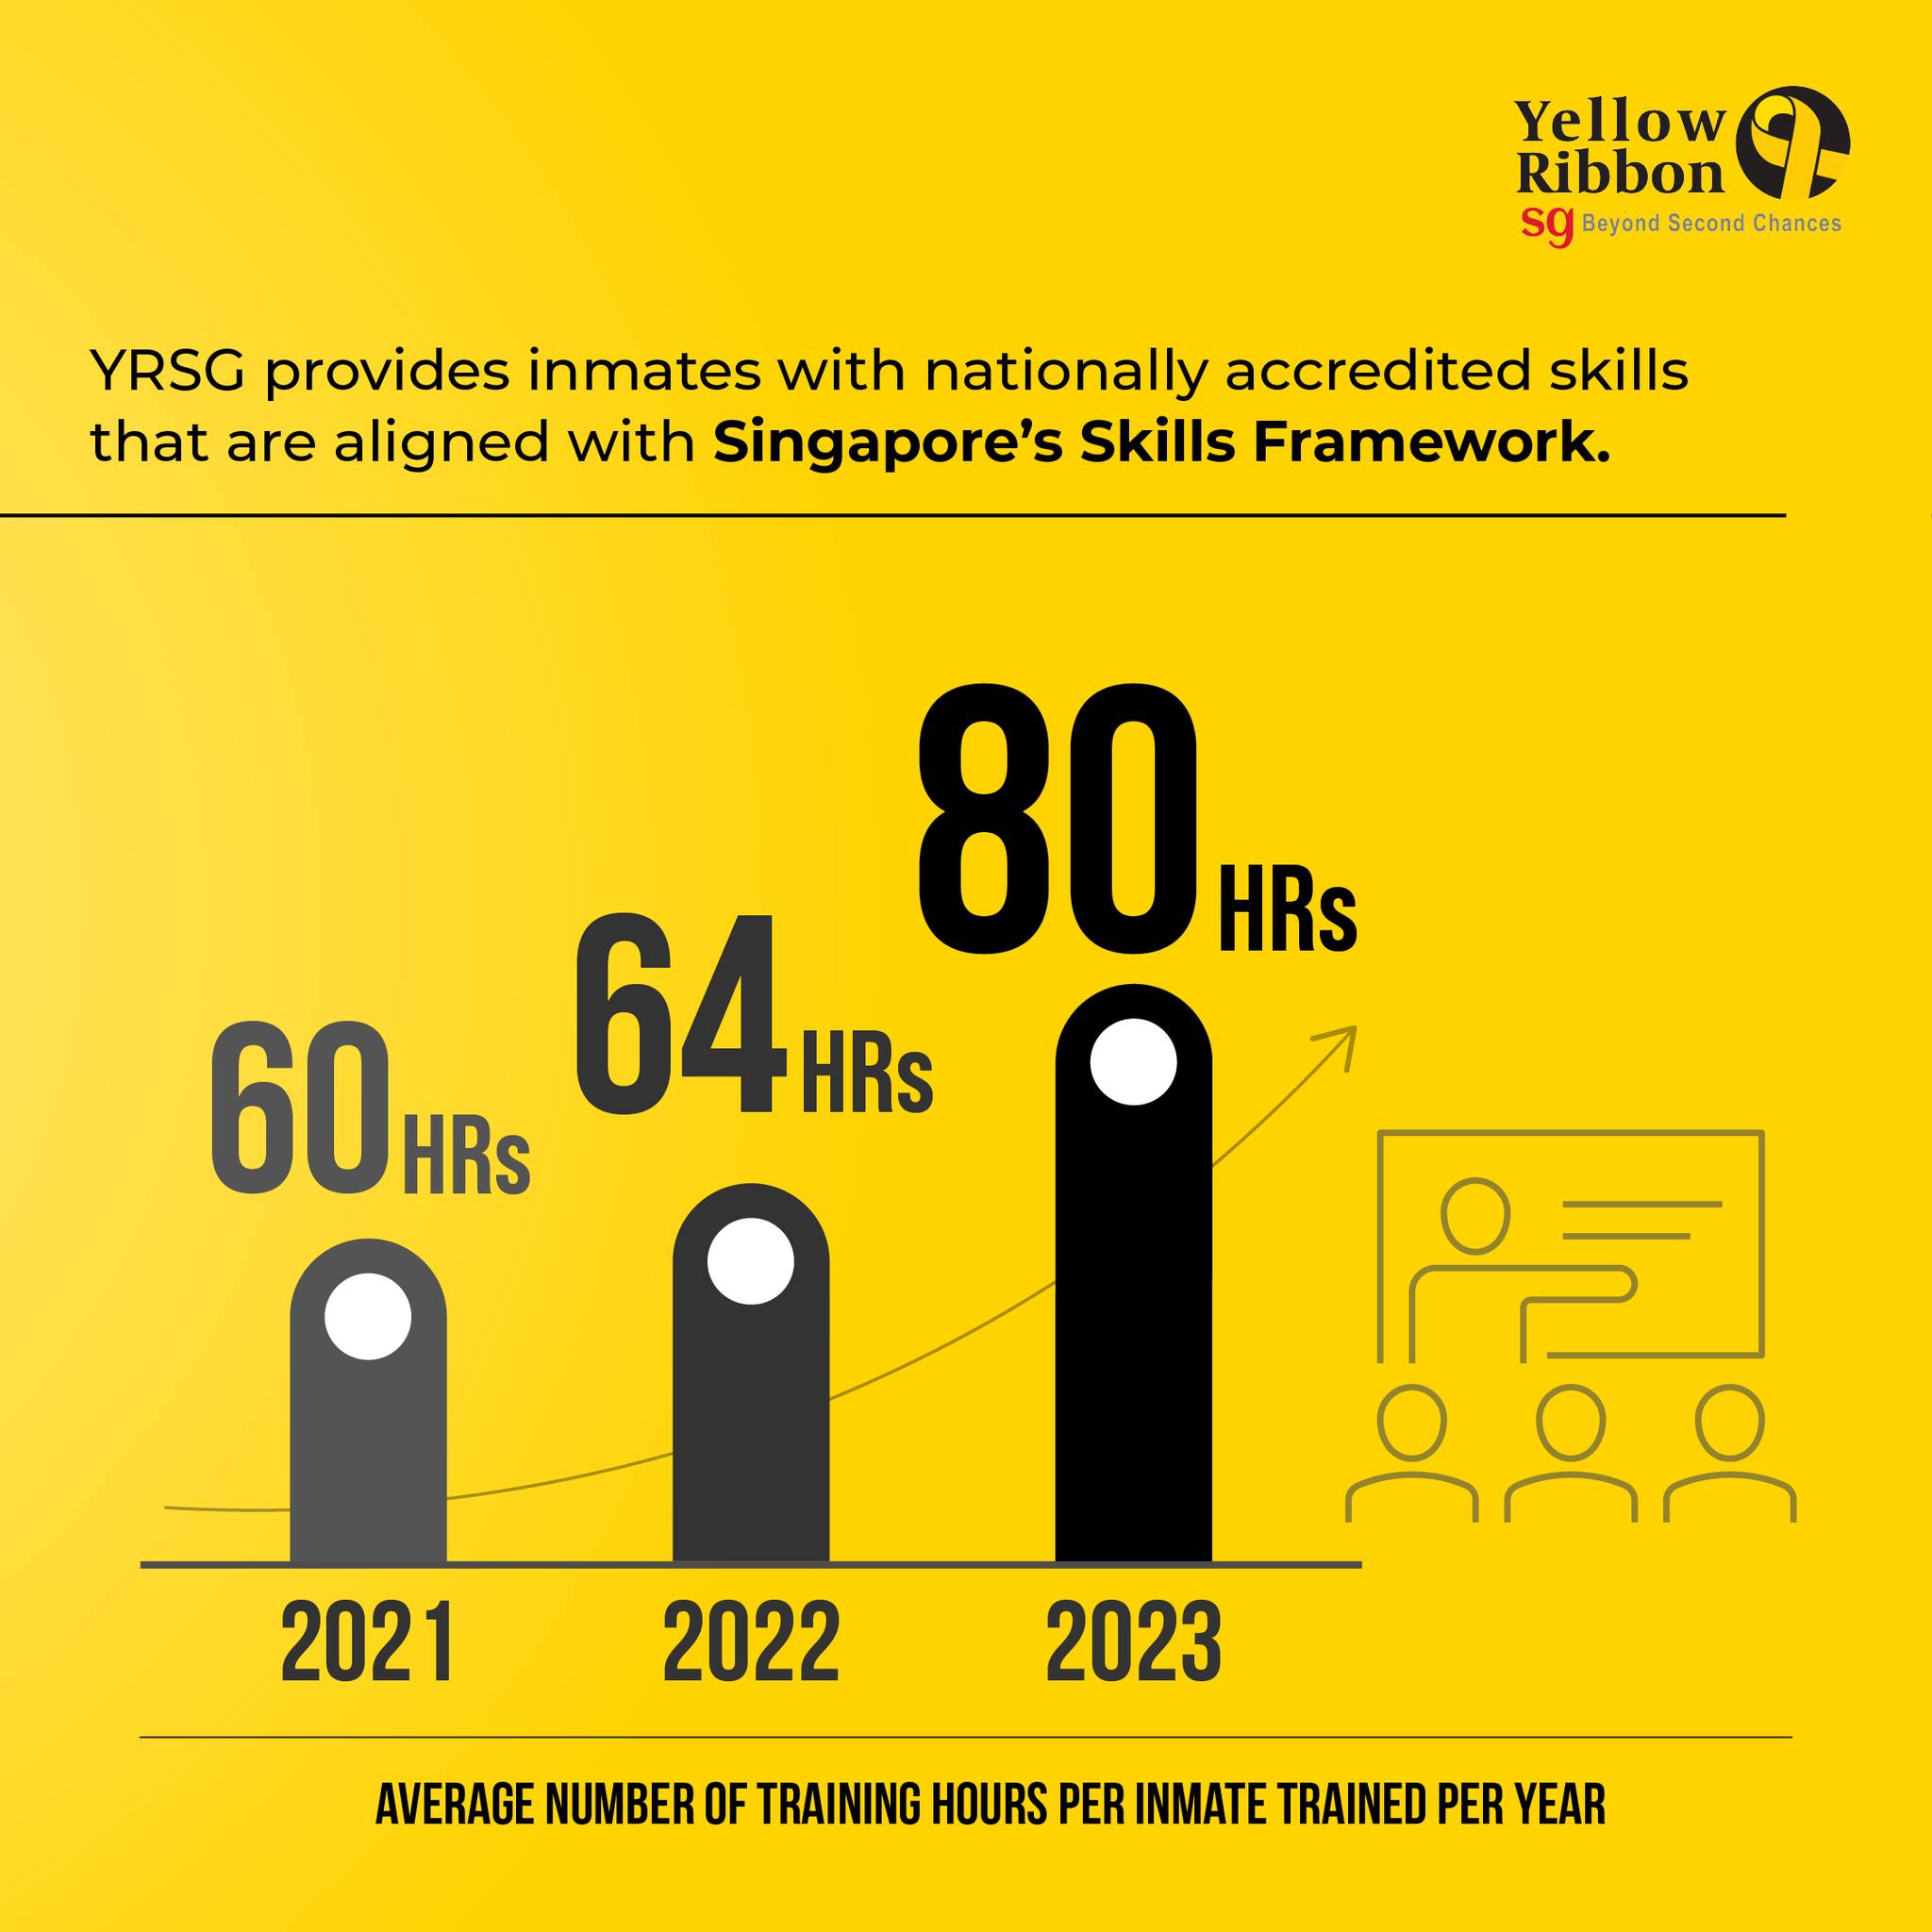 Yellow
Ribbon
sg Beyond Second Chances
YRSG provides inmates with nationally accredited skills
that are aligned with Singapore’s Skills Framework.
80 HRs
64 HRs
60 HRs
2021 2022 2023
AVERAGE NUMBER OF TRAINING HOURS PER INMATE TRAINED PER YEAR